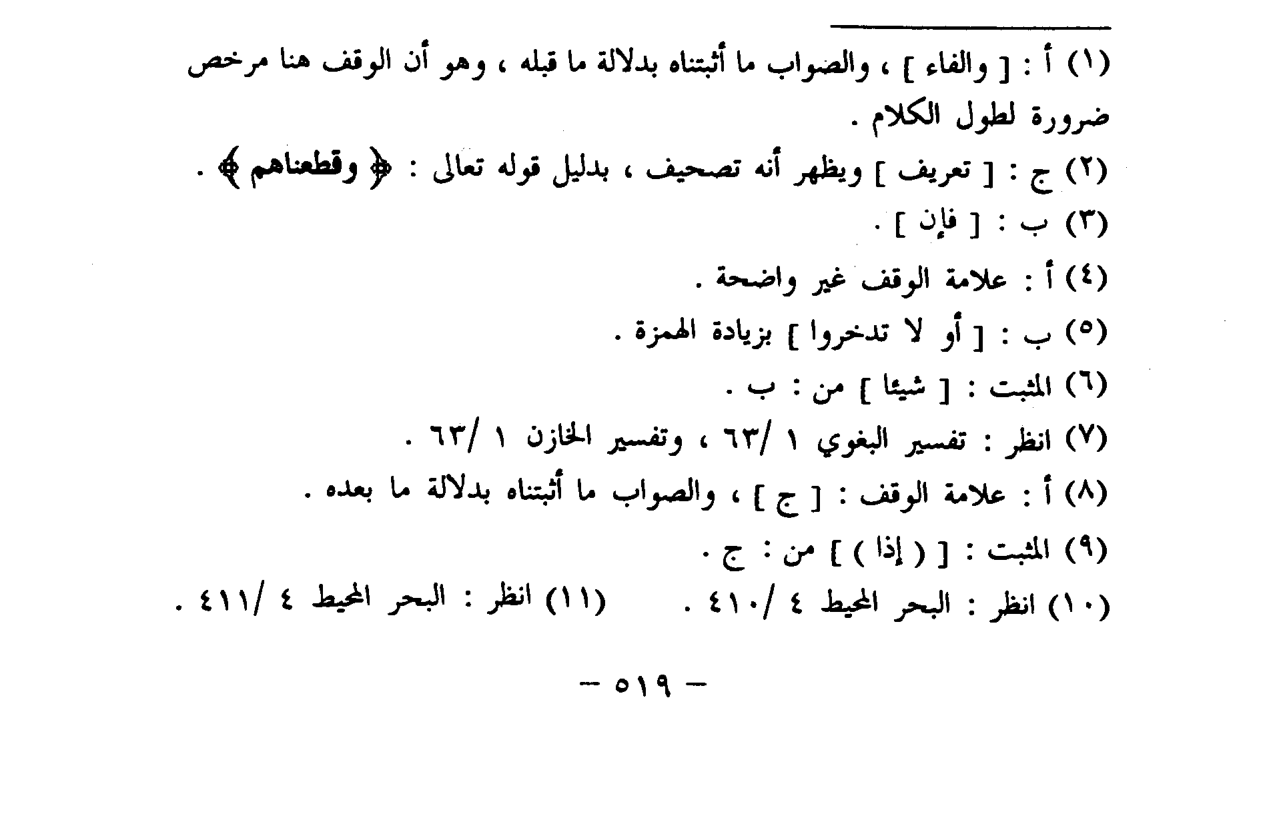 (١) أ : [ والفاء ] ، والصواب ما أثبتناه بدلالة ما قبله ، وهو أن الوقف هنا مرخص
ضرورة لطول الكلام .
(٢) ج : [ تعريف ] ويظهر أنه تصحيف ، بدليل قوله تعالى : ﴿ وقطعناهم ﴾ .
(٣) ب : [ فإن ] .
(٤) أ : علامة الوقف غير واضحة .
(٥) ب : [ أو لا تدخروا ] بزيادة الهمزة .
(٦) المثبت : [ شيئا ] من : ب .
(٧) انظر : تفسير البغوي ١ /٦٣ ، وتفسير الخازن ١ /٦٣ .
(٨) أ : علامة الوقف : [ ج ] ، والصواب ما أثبتناه بدلالة ما بعده .
(٩) المثبت : [ ( إذا ) ] من : ج .
(١٠) انظر : البحر المحيط ٤ /٤١٠ . (١١) انظر : البحر المحيط ٤ /٤١١ .
– ٥١٩ –